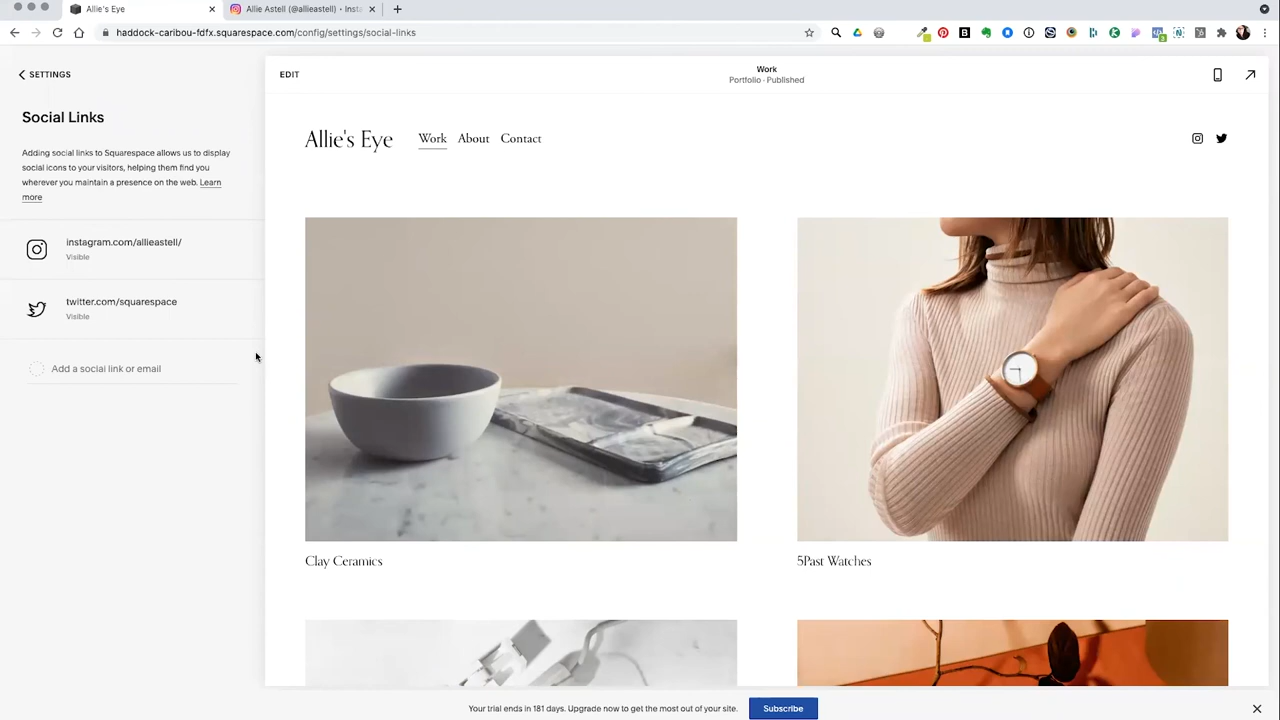 Allie's Eye
Allie Astell (@allieastell) • Insta
haddock-caribou-fdfx.squarespace.com/config/settings/social-links
SETTINGS
Social Links
Adding social links to Squarespace allows us to display
social icons to your visitors, helping them find you
wherever you maintain a presence on the web. Learn
more
instagram.com/allieastell/
Visible
twitter.com/squarespace
Visible
Add a social link or email
EDIT
Work
Portfolio · Published
Allie's Eye
Work About Contact
Clay Ceramics
5Past Watches
Your trial ends in 181 days. Upgrade now to get the most out of your site.
Subscribe